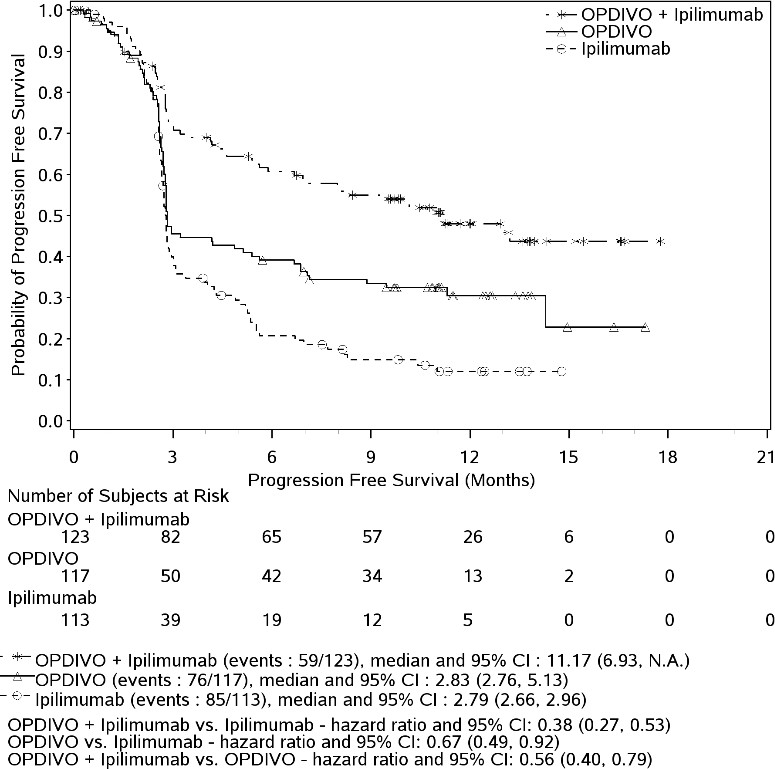 OPDIVO + Ipilimumab
OPDIVO
Ipilimumab
Probability of Progression Free Survival
1.0
0.9
0.8
0.7
0.6
0.5
0.4
0.3
0.2
0.1
0.0
0 3 6 9 12 15 18 21
Progression Free Survival (Months)
Number of Subjects at Risk
OPDIVO + Ipilimumab
123 82 65 57 26 6 0 0
OPDIVO
117 50 42 34 13 2 0 0
Ipilimumab
113 39 19 12 5 0 0 0
OPDIVO + Ipilimumab (events : 59/123), median and 95% CI : 11.17 (6.93, N.A.)
OPDIVO (events : 76/117), median and 95% CI : 2.83 (2.76, 5.13)
Ipilimumab (events : 85/113), median and 95% CI : 2.79 (2.66, 2.96)
OPDIVO + Ipilimumab vs. Ipilimumab - hazard ratio and 95% CI: 0.38 (0.27, 0.53)
OPDIVO vs. Ipilimumab - hazard ratio and 95% CI: 0.67 (0.49, 0.92)
OPDIVO + Ipilimumab vs. OPDIVO - hazard ratio and 95% CI: 0.56 (0.40, 0.79)